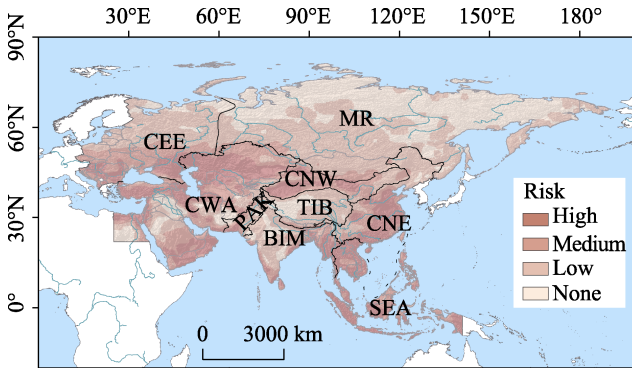 30°E 60°E 90°E 120°E 150°E 180°
90°N
60°N
30°N
0°
MR
CEE
CNW
CWA
PAK
TIB
CNE
BIM
SEA
Risk
High
Medium
Low
None
0 3000 km